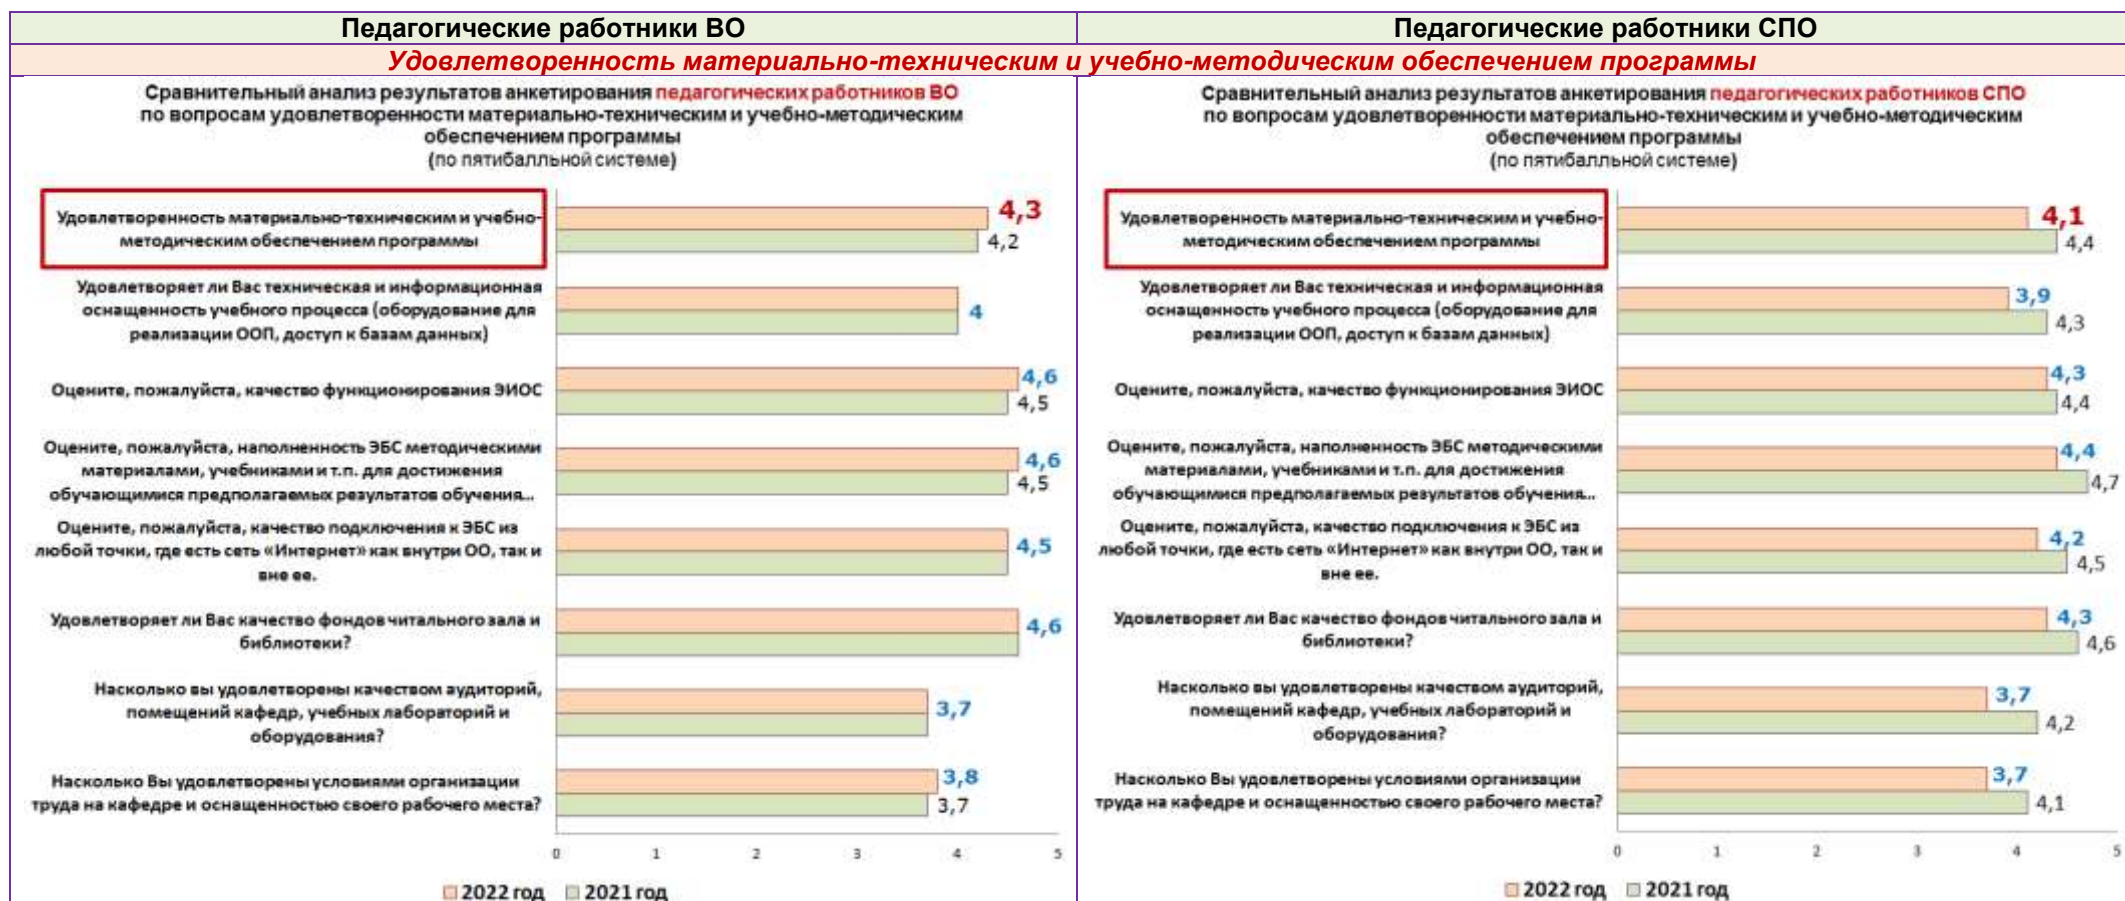 Педагогические работники ВО
Педагогические работники СПО
Удовлетворенность материально-техническим и учебно-методическим обеспечением программы
Сравнительный анализ результатов анкетирования педагогических работников ВО
по вопросам удовлетворенности материально-техническим и учебно-методическим
обеспечением программы
(по пятибалльной системе)
Удовлетворенность материально-техническим и учебно-
методическим обеспечением программы
4,3
4,2
Удовлетворяет ли Вас техническая и информационная
оснащенность учебного процесса (оборудование для
реализации ООП, доступ к базам данных)
4
Оцените, пожалуйста, качество функционирования ЭИОС
4,6
4,5
Оцените, пожалуйста, наполненность ЭБС методическими
материалами, учебниками и т.п. для достижения
обучающимися предполагаемых результатов обучения...
4,6
4,5
Оцените, пожалуйста, качество подключения к ЭБС из
любой точки, где есть сеть «Интернет» как внутри ОО, так и
вне ее.
4,5
Удовлетворяет ли Вас качество фондов читального зала и
библиотеки?
4,6
Насколько вы удовлетворены качеством аудиторий,
помещений кафедр, учебных лабораторий и
оборудования?
3,7
Насколько Вы удовлетворены условиями организации
труда на кафедре и оснащенностью своего рабочего места?
3,8
3,7
0 1 2 3 4 5
2022 год 2021 год
Сравнительный анализ результатов анкетирования педагогических работников СПО
по вопросам удовлетворенности материально-техническим и учебно-методическим
обеспечением программы
(по пятибалльной системе)
Удовлетворенность материально-техническим и учебно-
методическим обеспечением программы
4,1
4,4
Удовлетворяет ли Вас техническая и информационная
оснащенность учебного процесса (оборудование для
реализации ООП, доступ к базам данных)
3,9
4,3
Оцените, пожалуйста, качество функционирования ЭИОС
4,3
4,4
Оцените, пожалуйста, наполненность ЭБС методическими
материалами, учебниками и т.п. для достижения
обучающимися предполагаемых результатов обучения...
4,4
4,7
Оцените, пожалуйста, качество подключения к ЭБС из
любой точки, где есть сеть «Интернет» как внутри ОО, так и
вне ее.
4,2
4,5
Удовлетворяет ли Вас качество фондов читального зала и
библиотеки?
4,3
4,6
Насколько вы удовлетворены качеством аудиторий,
помещений кафедр, учебных лабораторий и
оборудования?
3,7
4,2
Насколько Вы удовлетворены условиями организации
труда на кафедре и оснащенностью своего рабочего места?
3,7
4,1
0 1 2 3 4 5
2022 год 2021 год